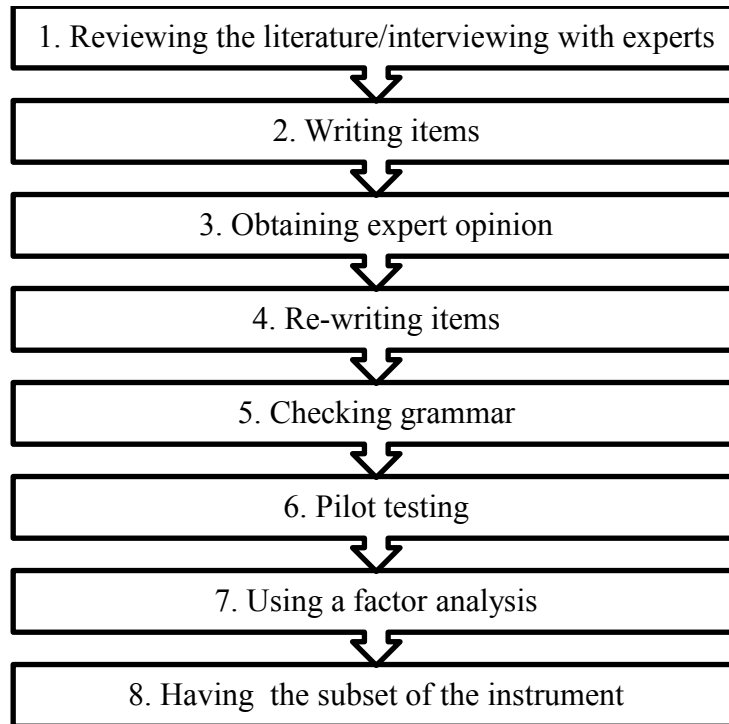 1. Reviewing the literature/interviewing with experts
2. Writing items
3. Obtaining expert opinion
4. Re-writing items
5. Checking grammar
6. Pilot testing
7. Using a factor analysis
8. Having  the subset of the instrument